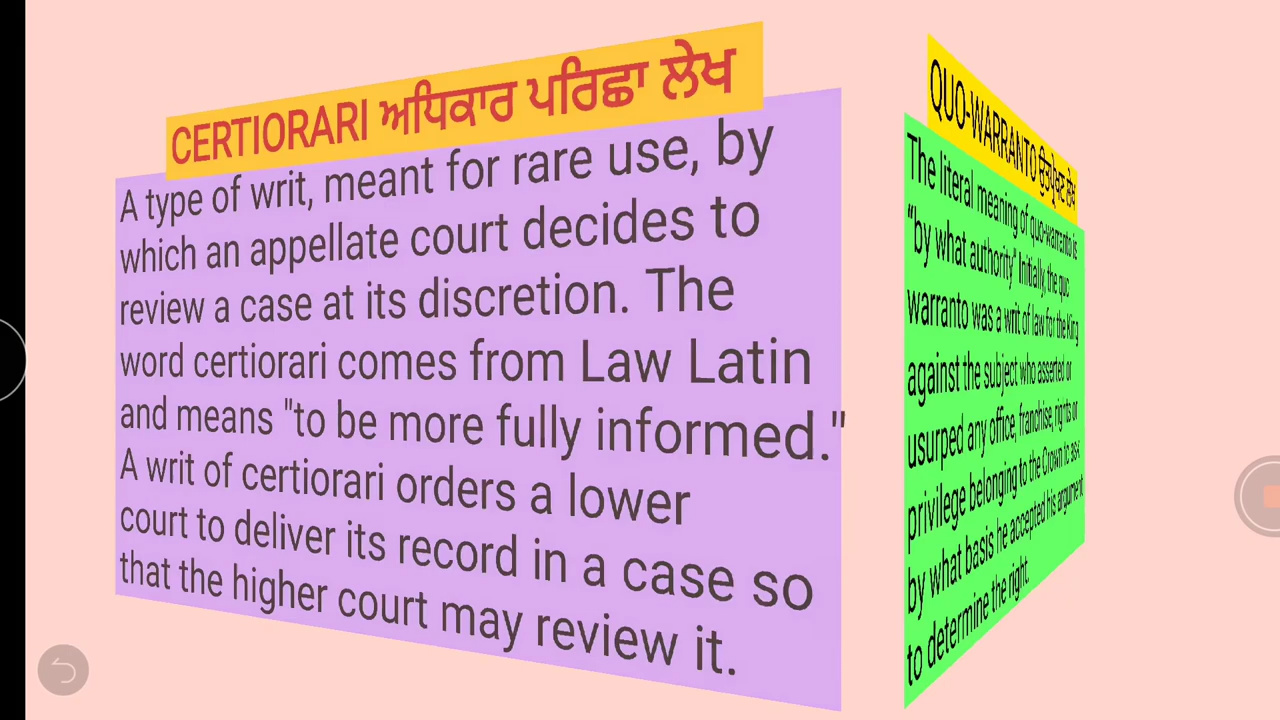 CERTIORARI ਅਧਿਕਾਰ ਪਰਿਛਾ ਲੇਖ
A type of writ, meant for rare use, by
which an appellate court decides to
review a case at its discretion. The
word certiorari comes from Law Latin
and means "to be more fully informed."
A writ of certiorari orders a lower
court to deliver its record in a case so
that the higher court may review it.
QUO-WARRANTO ਲੇਖ
The literal meaning of quo-warranto is
“by what authority” Initially, the quo
warranto was a writ of law for the King
against the subject who asserted or
usurped any office, franchise, rights or
privilege belonging to the Crown to ask
by what basis he accepted his argument
to determine the right.